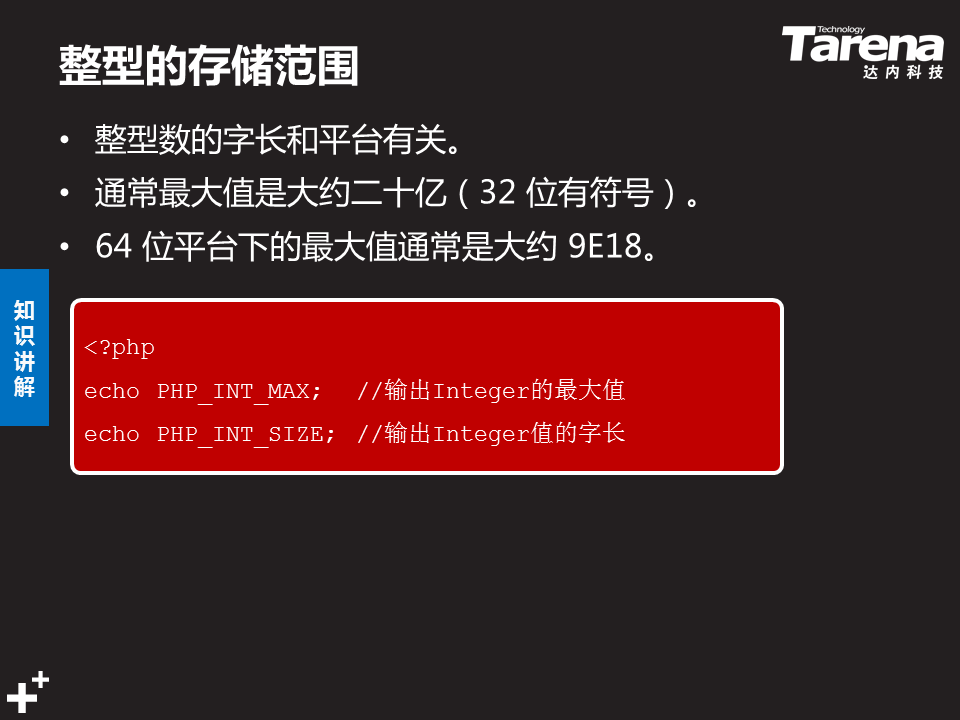 整型的存储范围
Technology
Tarena
达内科技
• 整型数的字长和平台有关。
• 通常最大值是大约二十亿（32 位有符号）。
• 64 位平台下的最大值通常是大约 9E18。
知识讲解
<?php
echo PHP_INT_MAX; //输出Integer的最大值
echo PHP_INT_SIZE; //输出Integer值的字长